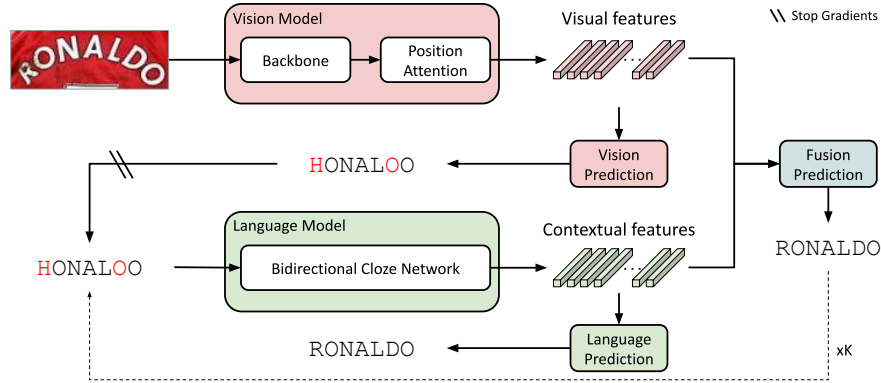 Vision Model
Visual features
Stop Gradients
RONALDO
Backbone
Position
Attention
...
HONALOO
Vision
Prediction
Fusion
Prediction
Language Model
Contextual features
HONALOO
Bidirectional Cloze Network
...
RONALDO
RONALDO
Language
Prediction
xK